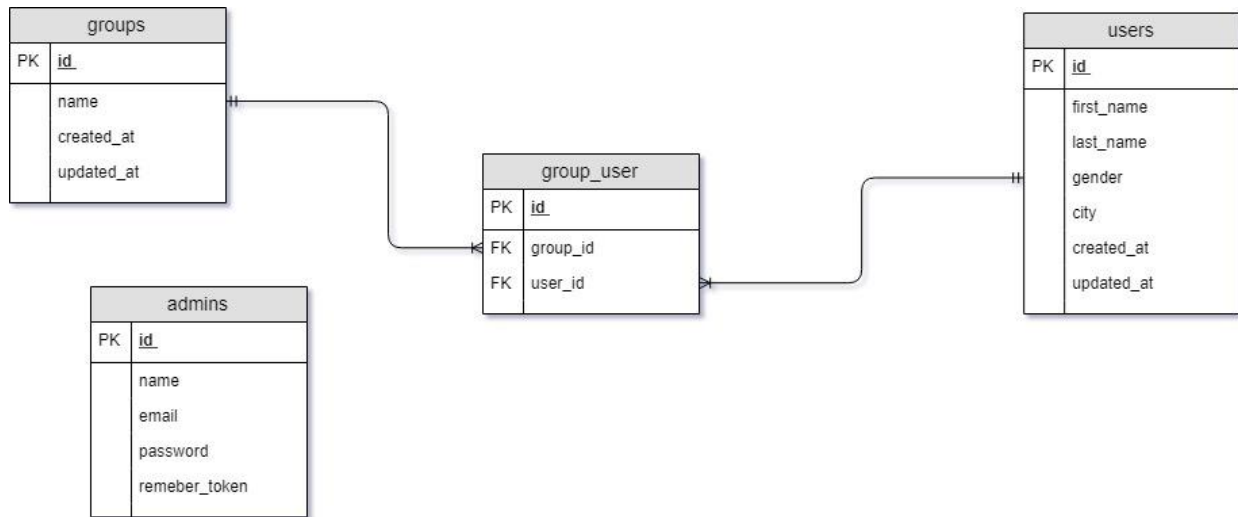 groups
PK id
name
created_at
updated_at
group_user
PK id
FK group_id
FK user_id
users
PK id
first_name
last_name
gender
city
created_at
updated_at
admins
PK id
name
email
password
remeber_token